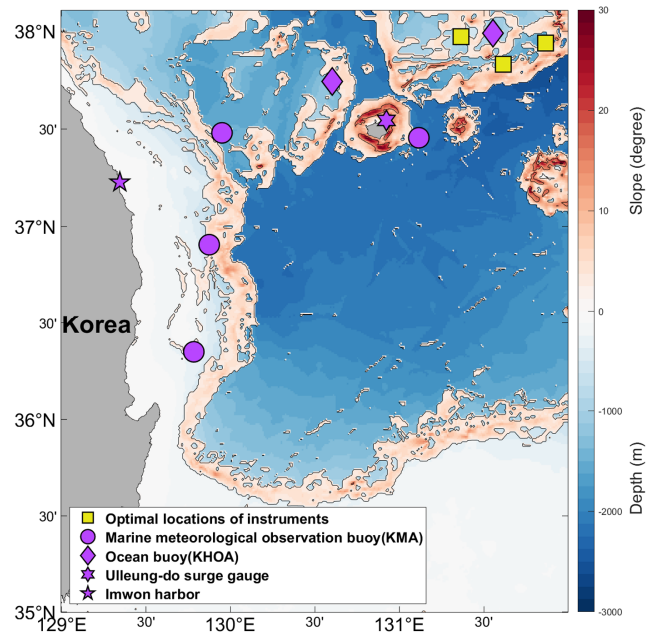 38°N
30'
37°N
30'
36°N
30'
35°N
129°E
30'
130°E
30'
131°E
30'
Korea
Optimal locations of instruments
Marine meteorological observation buoy(KMA)
Ocean buoy(KHOA)
Ulleung-do surge gauge
Imwon harbor
30
20
10
0
-1000
-2000
-3000
Slope (degree)
Depth (m)